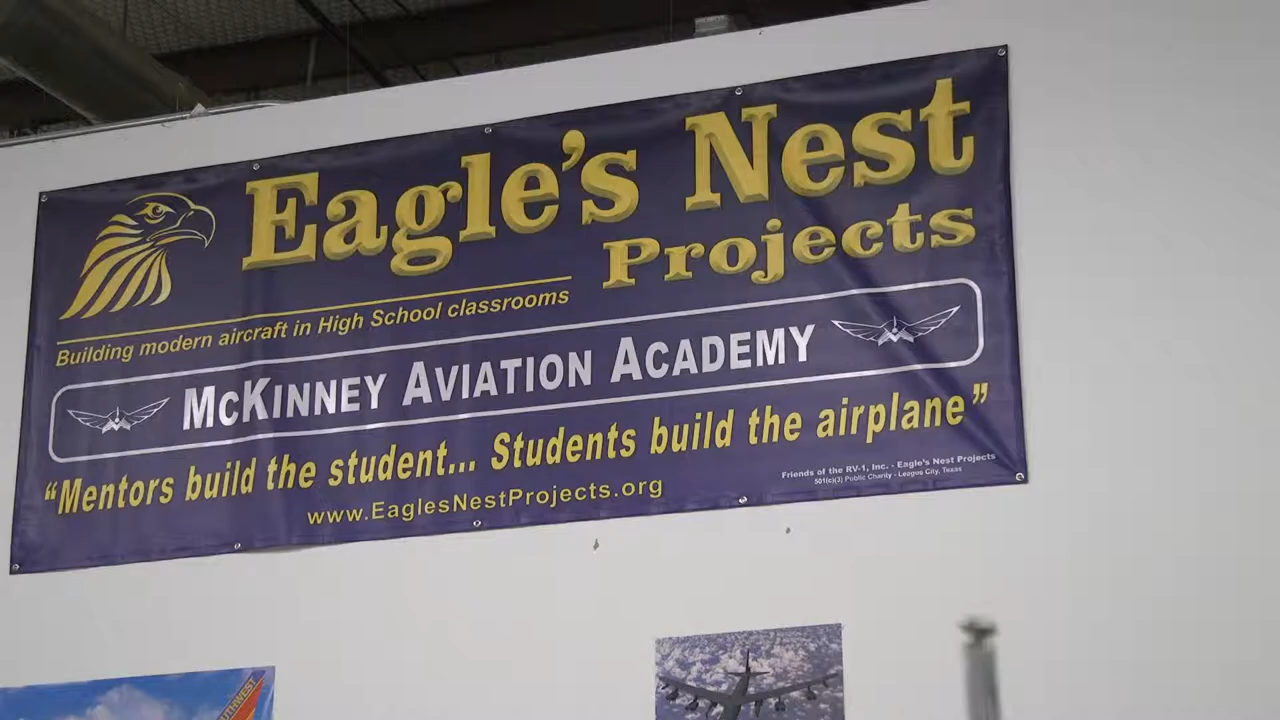 Eagle's Nest
Projects
Building modern aircraft in High School classrooms
McKinney Aviation Academy
“Mentors build the student... Students build the airplane”
www.EaglesNestProjects.org
Friends of the RV-1, Inc. - Eagle's Nest Projects
501(c)(3) Public Charity - League City, Texas